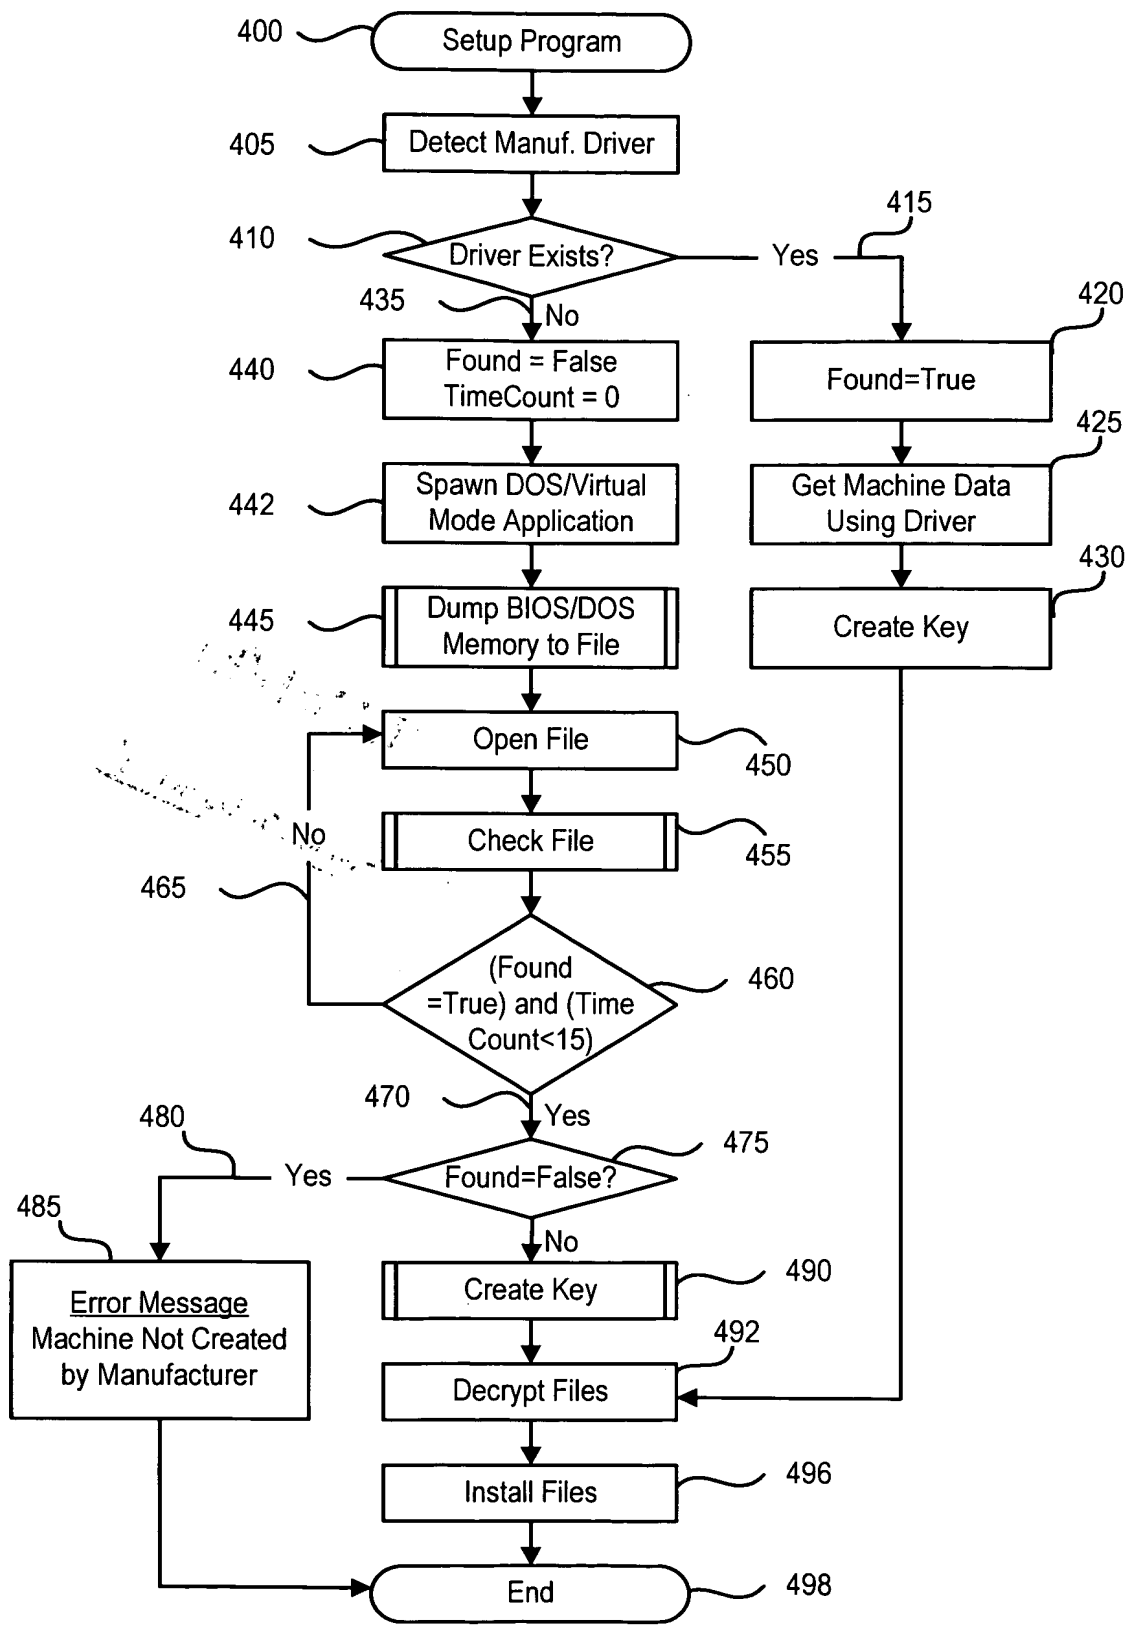 400
Setup Program
405
Detect Manuf. Driver
410
Driver Exists?
Yes
415
435
No
420
440
Found = False
TimeCount = 0
Found=True
425
442
Spawn DOS/Virtual
Mode Application
Get Machine Data
Using Driver
430
445
Dump BIOS/DOS
Memory to File
Create Key
Open File
450
No
Check File
455
465
(Found
=True) and (Time
Count<15)
460
470
Yes
480
Yes
Found=False?
475
485
No
Error Message
Machine Not Created
by Manufacturer
Create Key
490
492
Decrypt Files
Install Files
496
End
498